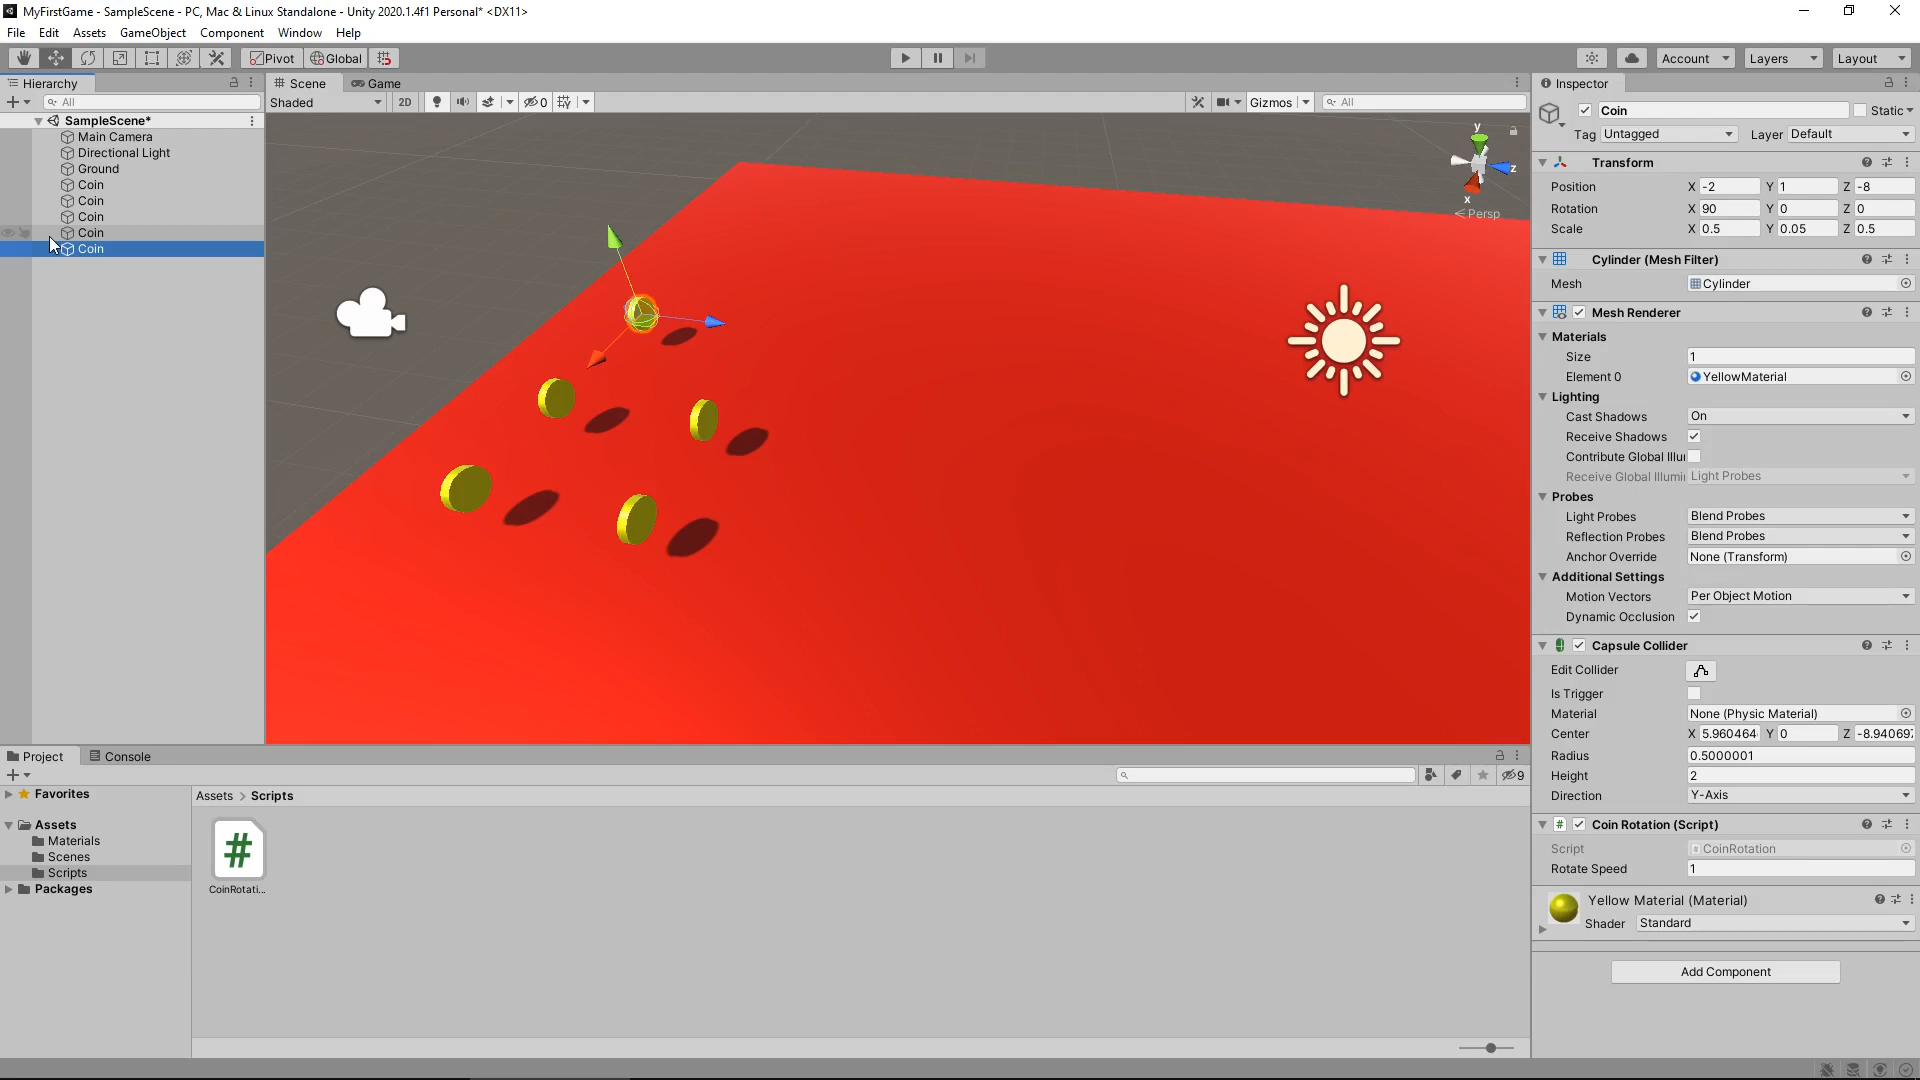 MyFirstGame - SampleScene - PC, Mac & Linux Standalone - Unity 2020.1.4f1 Personal* <DX11>
File Edit Assets GameObject Component Window Help
Pivot Global Account Layers Layout
Hierarchy Scene Game Inspector
All Shaded 2D 0 Gizmos All Coin Static
SampleScene*
Tag Untagged Layer Default
Main Camera
Directional Light
Ground
Coin
Coin
Coin
Coin
Coin
y
z
x
Persp
Transform
Position X -2 Y 1 Z -8
Rotation X 90 Y 0 Z 0
Scale X 0.5 Y 0.05 Z 0.5
Cylinder (Mesh Filter)
Mesh Cylinder
Mesh Renderer
Materials
Size 1
Element 0 YellowMaterial
Lighting
Cast Shadows On
Receive Shadows
Contribute Global Illu
Receive Global Illumin Light Probes
Probes
Light Probes Blend Probes
Reflection Probes Blend Probes
Anchor Override None (Transform)
Additional Settings
Motion Vectors Per Object Motion
Dynamic Occlusion
Capsule Collider
Edit Collider
Is Trigger
Material None (Physic Material)
Center X 5.960464 Y 0 Z -8.94069
Radius 0.5000001
Height 2
Direction Y-Axis
Coin Rotation (Script)
Script CoinRotation
Rotate Speed 1
Yellow Material (Material)
Shader Standard
Add Component
Project Console
9
Favorites
Assets > Scripts
Assets
Materials
Scenes
Scripts
Packages
#
CoinRotati...